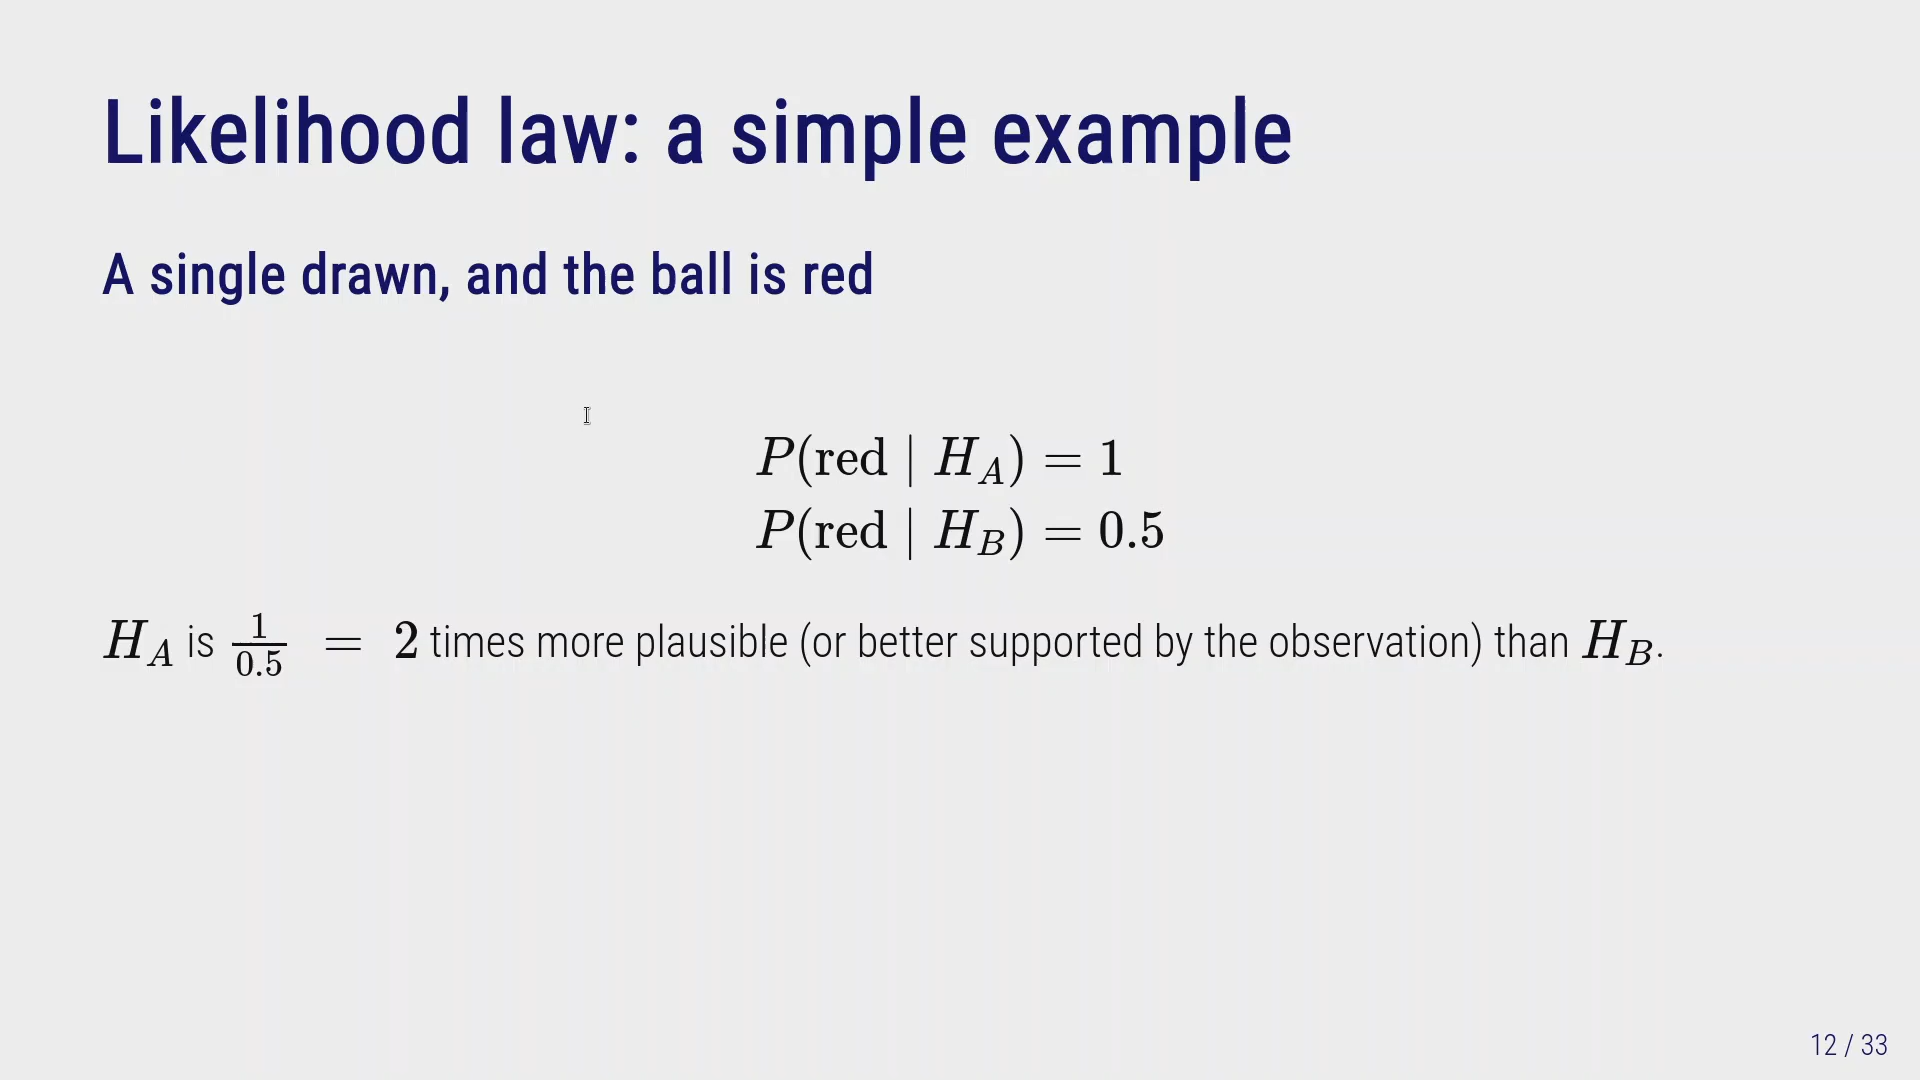 Likelihood law: a simple example
A single drawn, and the ball is red
P(red | H_A) = 1
P(red | H_B) = 0.5
H_A is 1/0.5 = 2 times more plausible (or better supported by the observation) than H_B.
12 / 33